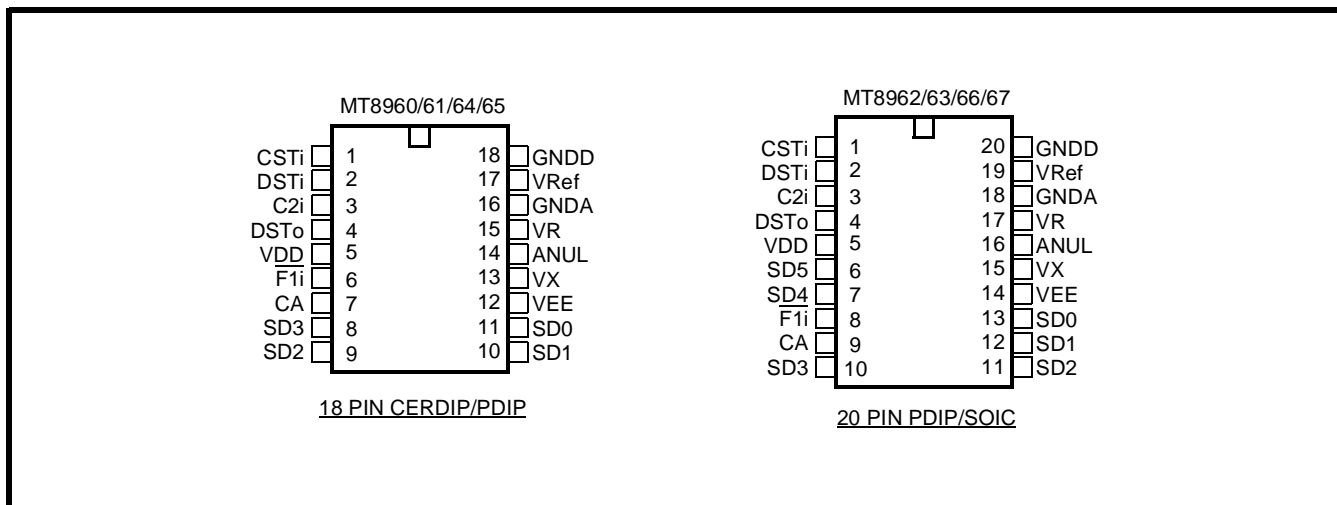 MT8960/61/64/65
CSTi 1 18 GNDD
DSTi 2 17 VRef
C2i 3 16 GNDA
DSTo 4 15 VR
VDD 5 14 ANUL
F1i 6 13 VX
CA 7 12 VEE
SD3 8 11 SD0
SD2 9 10 SD1
18 PIN CERDIP/PDIP
MT8962/63/66/67
CSTi 1 20 GNDD
DSTi 2 19 VRef
C2i 3 18 GNDA
DSTo 4 17 VR
VDD 5 16 ANUL
SD5 6 15 VX
SD4 7 14 VEE
F1i 8 13 SD0
CA 9 12 SD1
SD3 10 11 SD2
20 PIN PDIP/SOIC